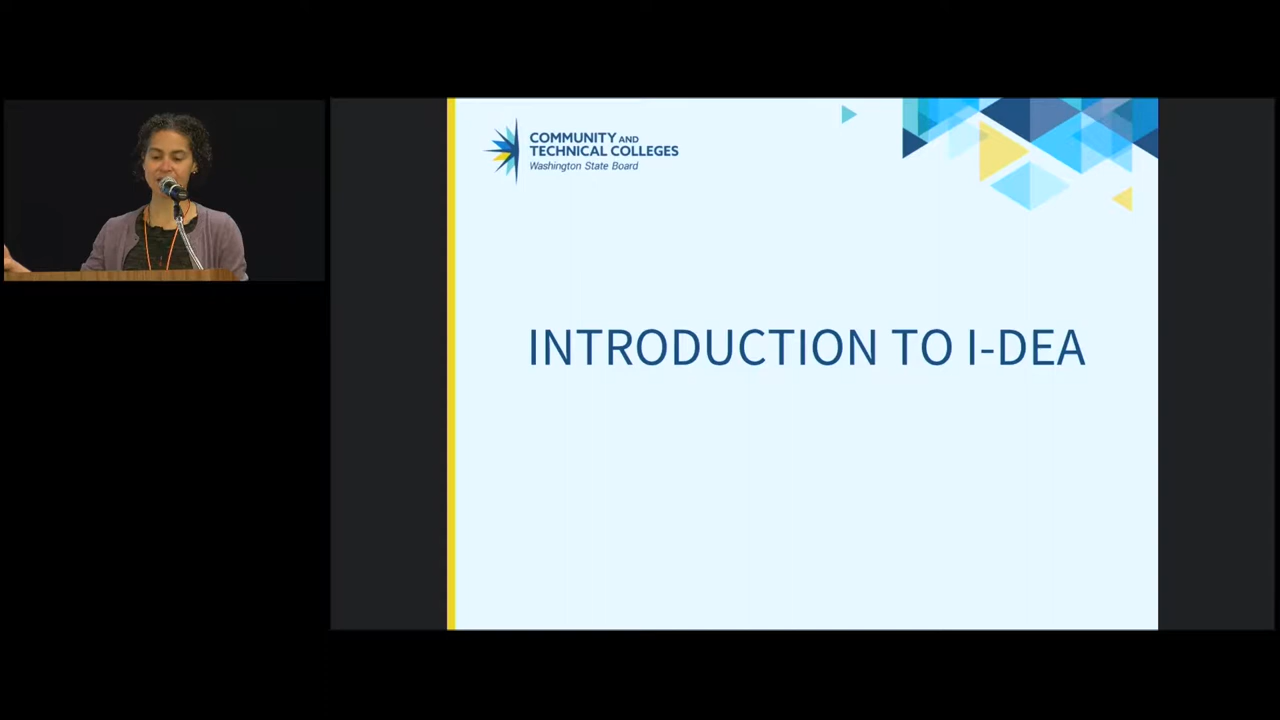 COMMUNITY AND
TECHNICAL COLLEGES
Washington State Board
INTRODUCTION TO I-DEA